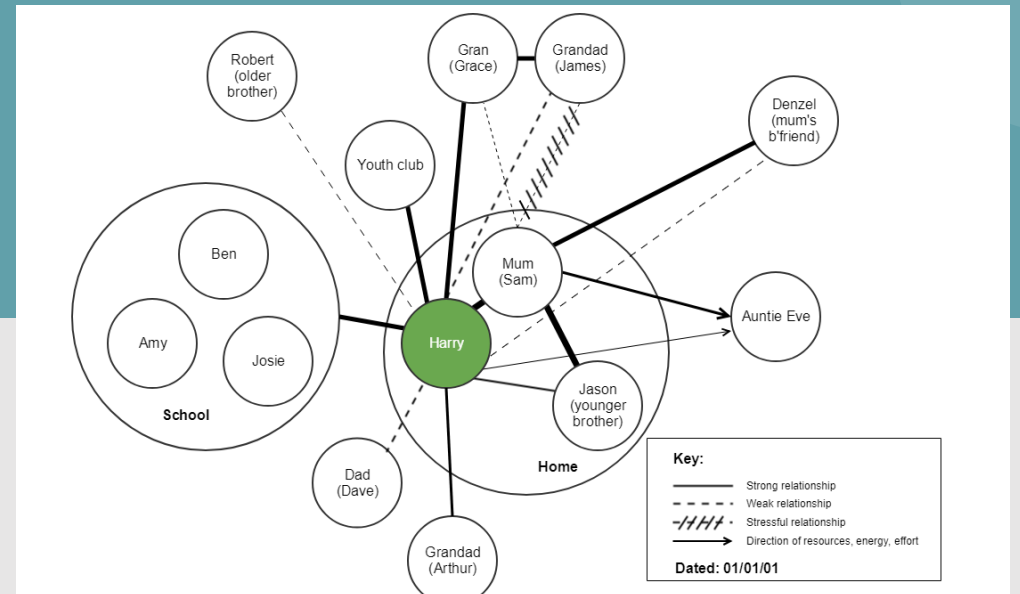 Robert
(older
brother)
Gran
(Grace)
Grandad
(James)
Denzel
(mum's
b'friend)
Youth club
Ben
Amy
Josie
School
Mum
(Sam)
Harry
Auntie Eve
Jason
(younger
brother)
Home
Dad
(Dave)
Grandad
(Arthur)
Key:
Strong relationship
Weak relationship
Stressful relationship
Direction of resources, energy, effort
Dated: 01/01/01